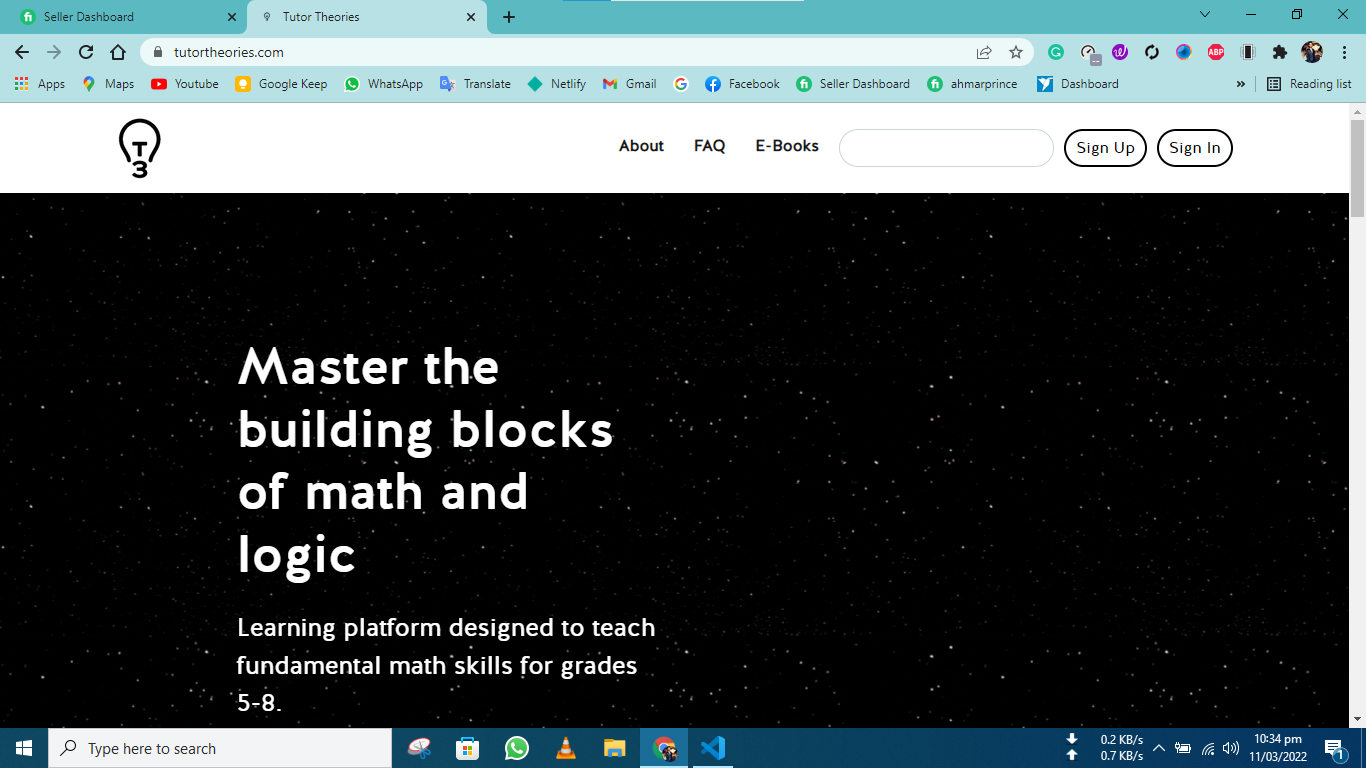 Seller Dashboard
Tutor Theories
tutortheories.com
ABP
Apps
Maps
Youtube
Google Keep
WhatsApp
Translate
Netlify
Gmail
Facebook
Seller Dashboard
ahmarprince
Dashboard
»
Reading list
T
3
About
FAQ
E-Books
Sign Up
Sign In
Master the
building blocks
of math and
logic
Learning platform designed to teach
fundamental math skills for grades
5-8.
Type here to search
0.2 KB/s
0.7 KB/s
10:34 pm
11/03/2022
1